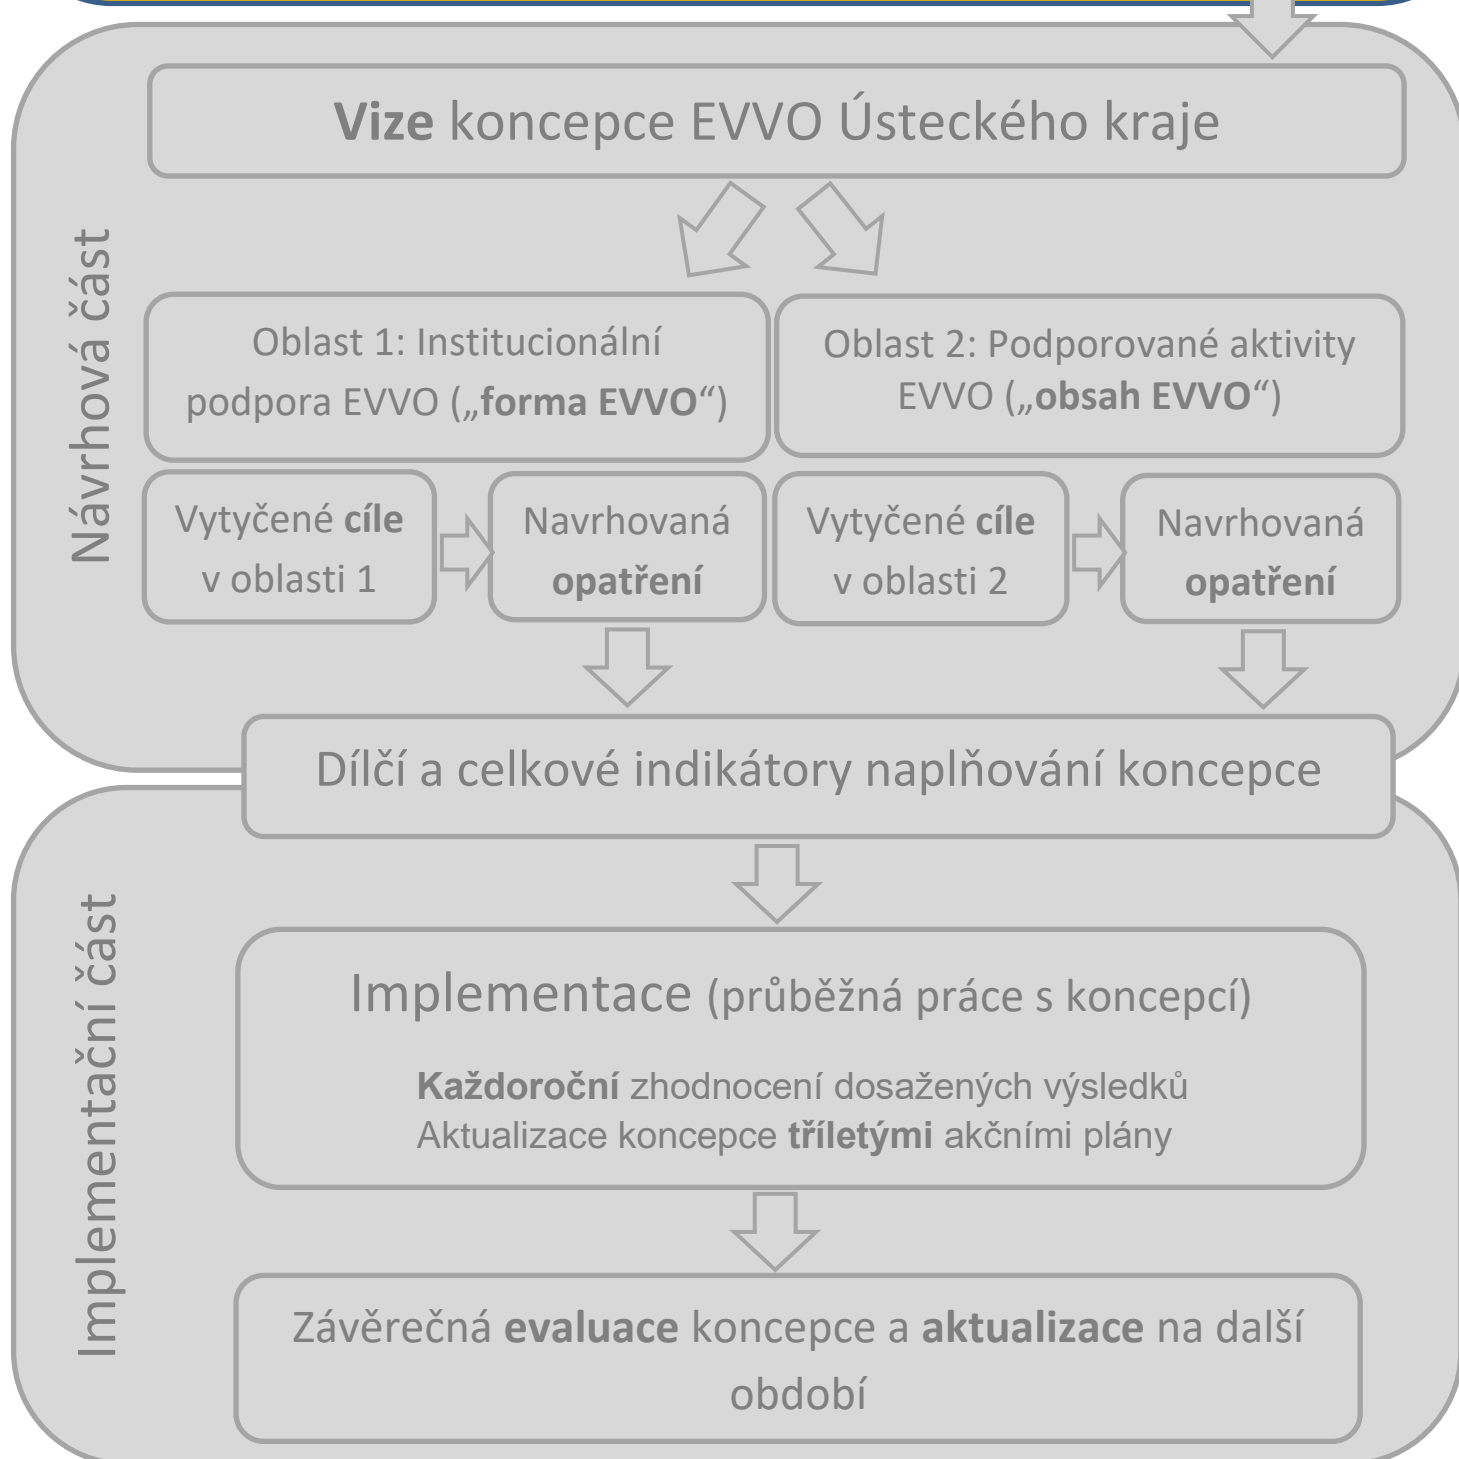 Vize koncepce EVVO Ústeckého kraje
Návrhová část
Oblast 1: Institucionální
podpora EVVO („forma EVVO“)
Oblast 2: Podporované aktivity
EVVO („obsah EVVO“)
Vytyčené cíle
v oblasti 1
Navrhovaná
opatření
Vytyčené cíle
v oblasti 2
Navrhovaná
opatření
Dílčí a celkové indikátory naplňování koncepce
Implementační část
Implementace (průběžná práce s koncepcí)
Každoroční zhodnocení dosažených výsledků
Aktualizace koncepce tříletými akčními plány
Závěrečná evaluace koncepce a aktualizace na další
období